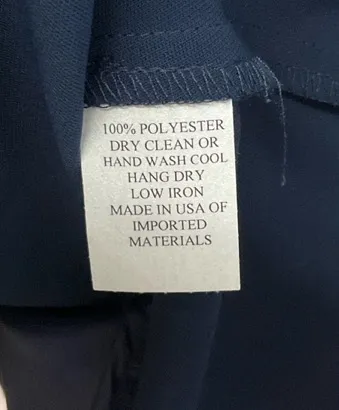 100% POLYESTER
DRY CLEAN OR
HAND WASH COOL
HANG DRY
LOW IRON
MADE IN USA OF
IMPORTED
MATERIALS